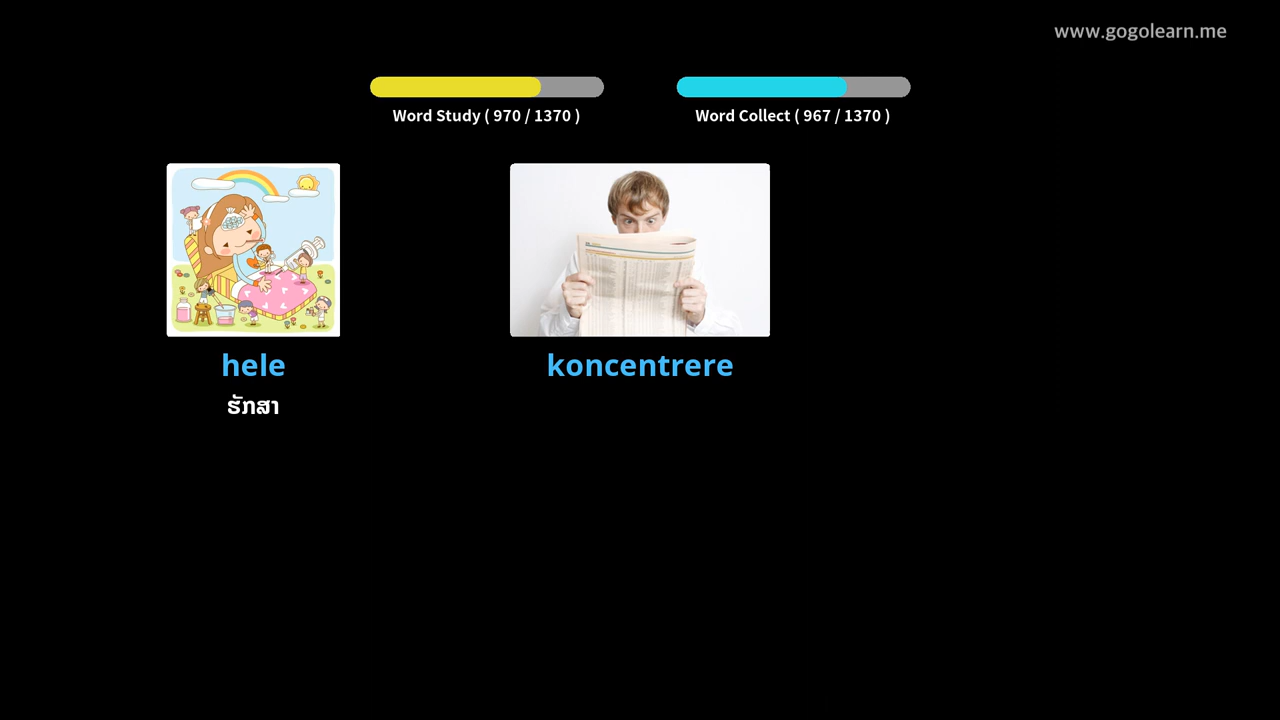 www.gogolearn.me
Word Study ( 970 / 1370 )
Word Collect ( 967 / 1370 )
hele
ຮັກສາ
koncentrere